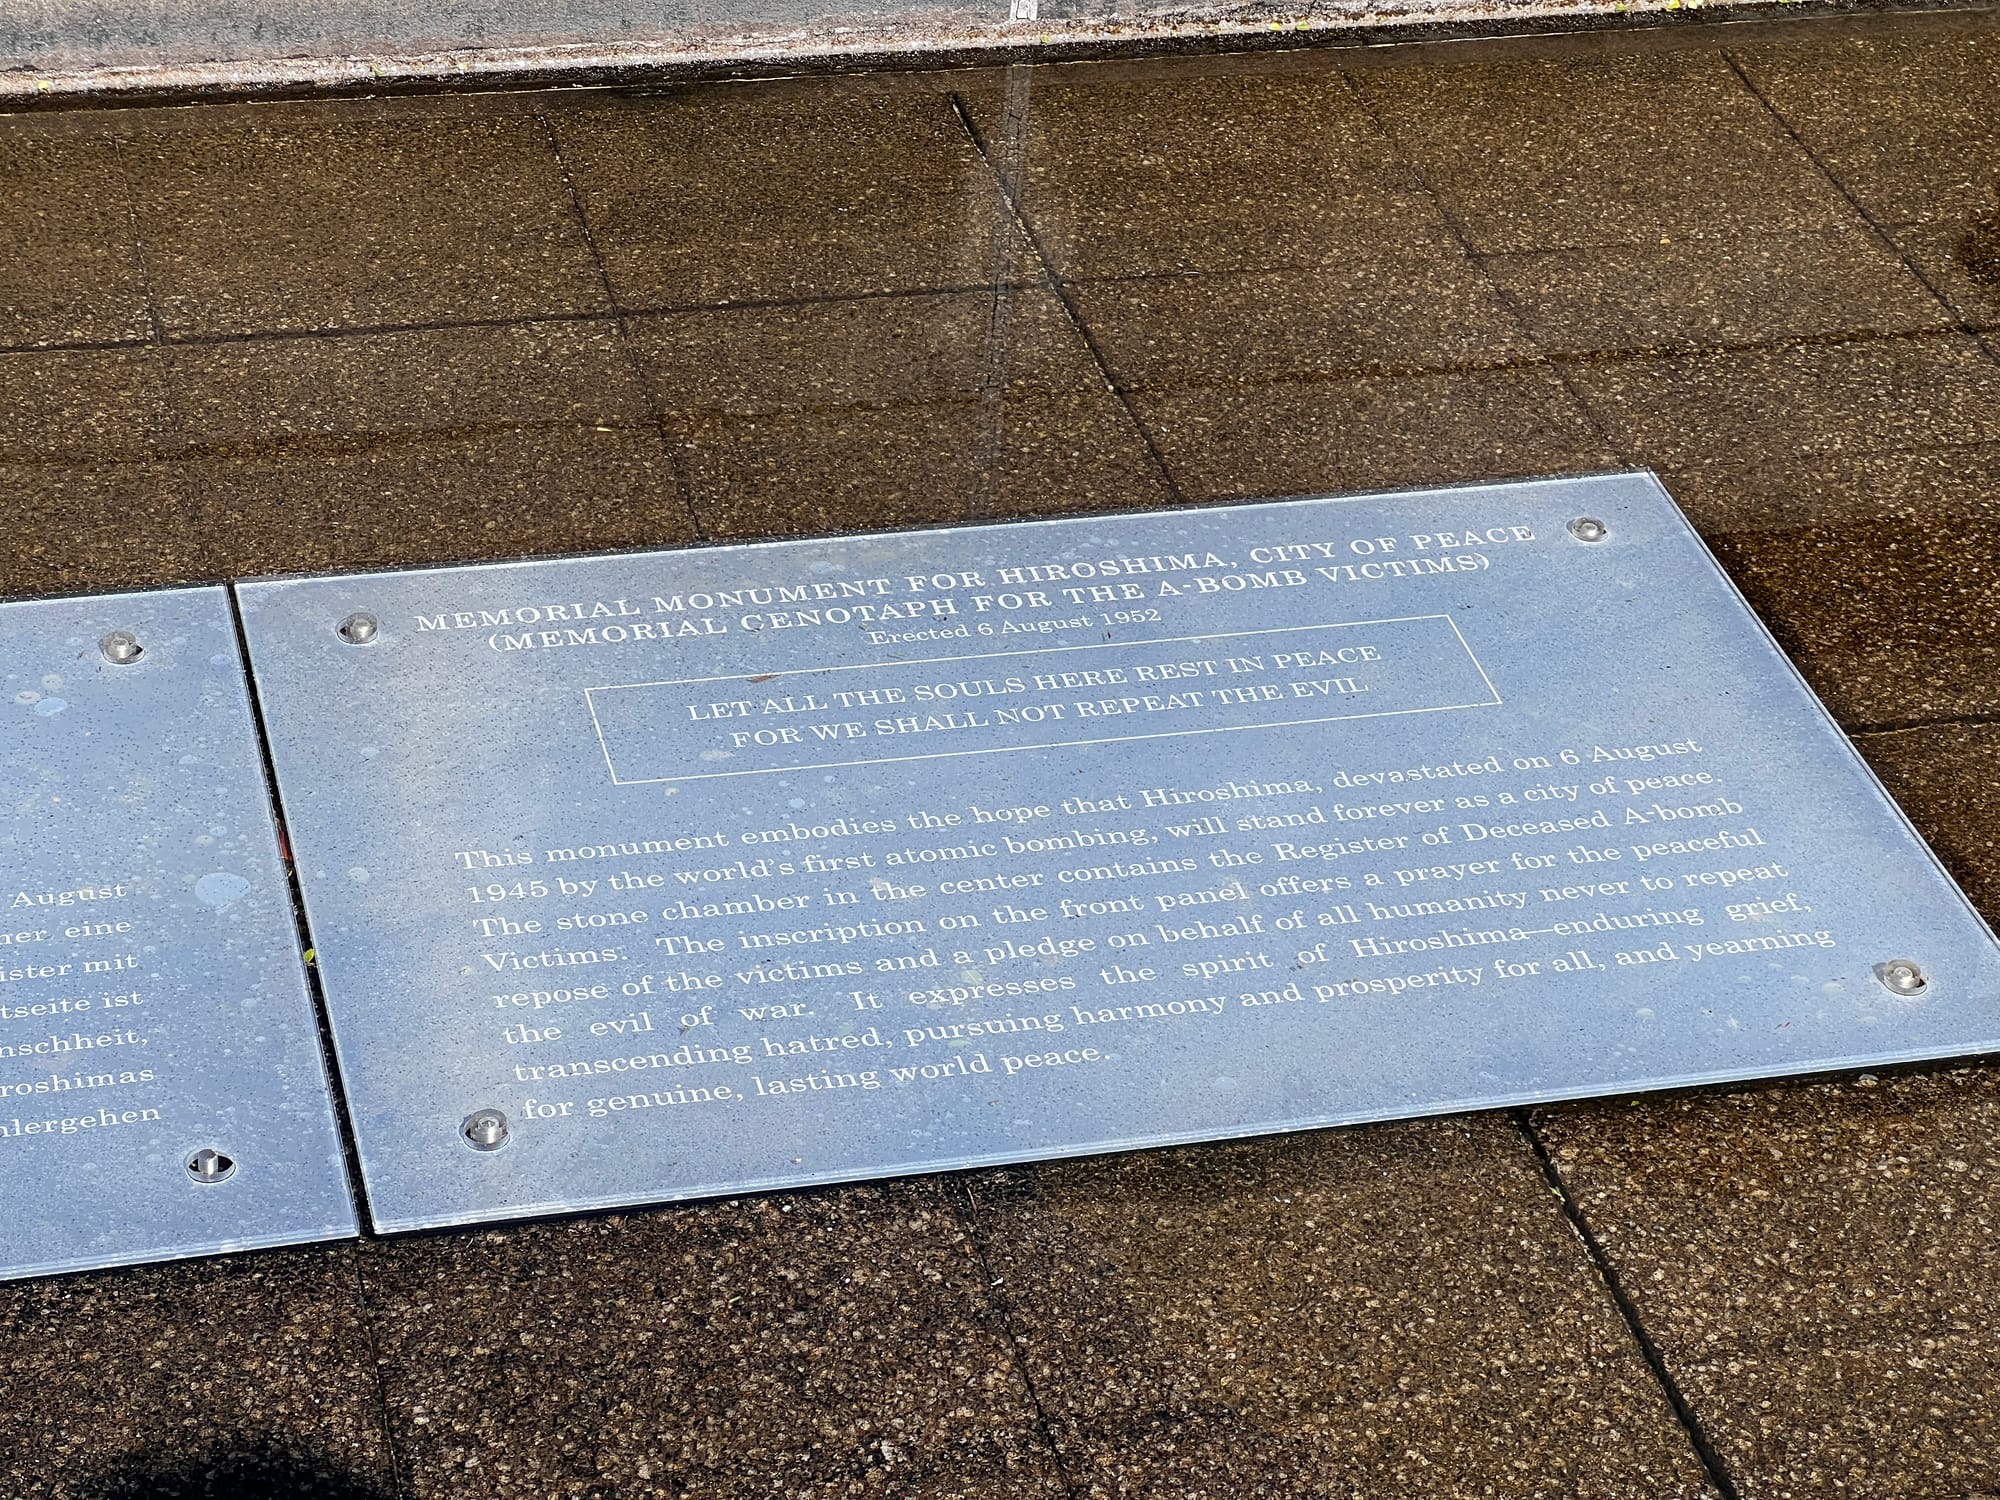 August
ner eine
ister mit
tseite ist
nschheit,
roshimas
hlergehen
MEMORIAL MONUMENT FOR HIROSHIMA, CITY OF PEACE
(MEMORIAL CENOTAPH FOR THE A-BOMB VICTIMS)
Erected 6 August 1952
LET ALL THE SOULS HERE REST IN PEACE
FOR WE SHALL NOT REPEAT THE EVIL
This monument embodies the hope that Hiroshima, devastated on 6 August
1945 by the world's first atomic bombing, will stand forever as a city of peace.
The stone chamber in the center contains the Register of Deceased A-bomb
Victims. The inscription on the front panel offers a prayer for the peaceful
repose of the victims and a pledge on behalf of all humanity never to repeat
the evil of war. It expresses the spirit of Hiroshima—enduring grief,
transcending hatred, pursuing harmony and prosperity for all, and yearning
for genuine, lasting world peace.